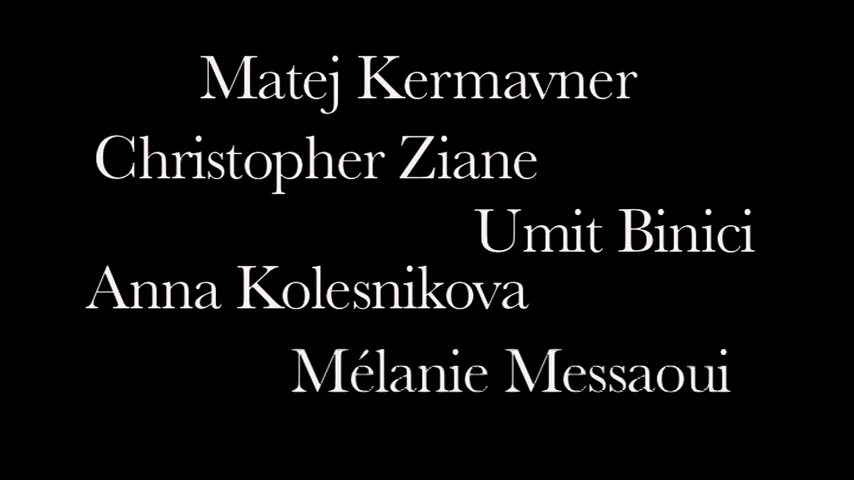 Matej Kermavner
Christopher Ziane
Umit Binici
Anna Kolesnikova
Mélanie Messaoui